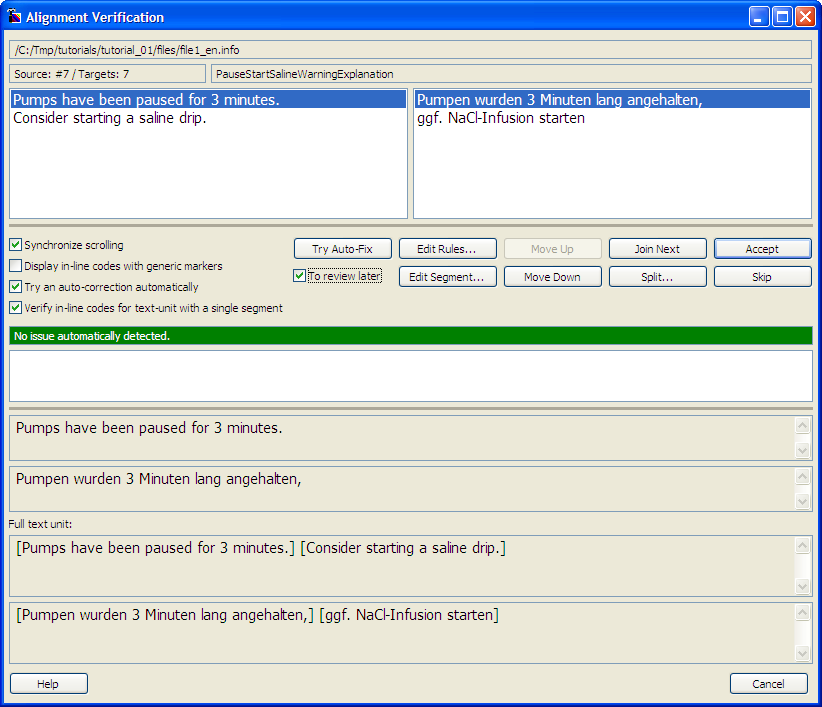 Alignment Verification
/C:/Tmp/tutorials/tutorial_01/files/file1_en.info
Source: #7 / Targets: 7
PauseStartSalineWarningExplanation
Pumps have been paused for 3 minutes.
Consider starting a saline drip.
Pumpen wurden 3 Minuten lang angehalten,
ggf. NaCl-Infusion starten
Synchronize scrolling
Display in-line codes with generic markers
Try an auto-correction automatically
Verify in-line codes for text-unit with a single segment
Try Auto-Fix
Edit Rules...
Move Up
Join Next
Accept
To review later
Edit Segment...
Move Down
Split...
Skip
No issue automatically detected.
Pumps have been paused for 3 minutes.
Pumpen wurden 3 Minuten lang angehalten,
Full text unit:
[Pumps have been paused for 3 minutes.] [Consider starting a saline drip.]
[Pumpen wurden 3 Minuten lang angehalten,] [ggf. NaCl-Infusion starten]
Help
Cancel